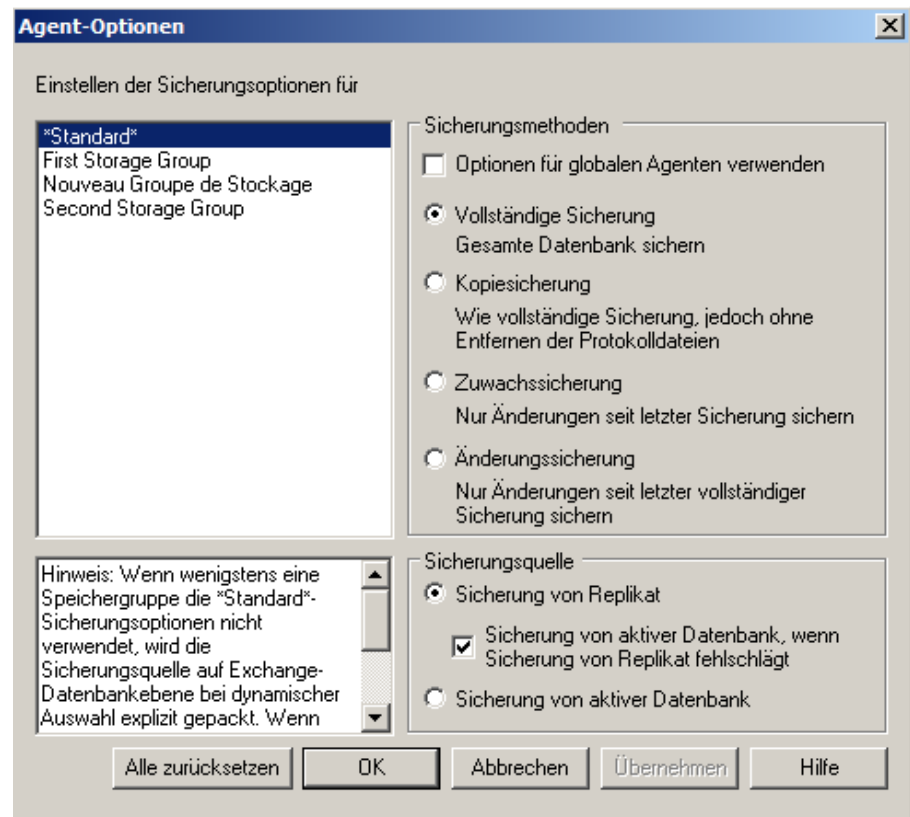 Agent-Optionen
Einstellen der Sicherungsoptionen für
*Standard*
First Storage Group
Nouveau Groupe de Stockage
Second Storage Group
Sicherungsmethoden
Optionen für globalen Agenten verwenden
Vollständige Sicherung
Gesamte Datenbank sichern
Kopiesicherung
Wie vollständige Sicherung, jedoch ohne
Entfernen der Protokolldateien
Zuwachssicherung
Nur Änderungen seit letzter Sicherung sichern
Änderungssicherung
Nur Änderungen seit letzter vollständiger
Sicherung sichern
Hinweis: Wenn wenigstens eine
Speichergruppe die *Standard*-
Sicherungsoptionen nicht
verwendet, wird die
Sicherungsquelle auf Exchange-
Datenbankebene bei dynamischer
Auswahl explizit gepackt. Wenn
Sicherungsquelle
Sicherung von Replikat
Sicherung von aktiver Datenbank, wenn
Sicherung von Replikat fehlschlägt
Sicherung von aktiver Datenbank
Alle zurücksetzen
OK
Abbrechen
Übernehmen
Hilfe